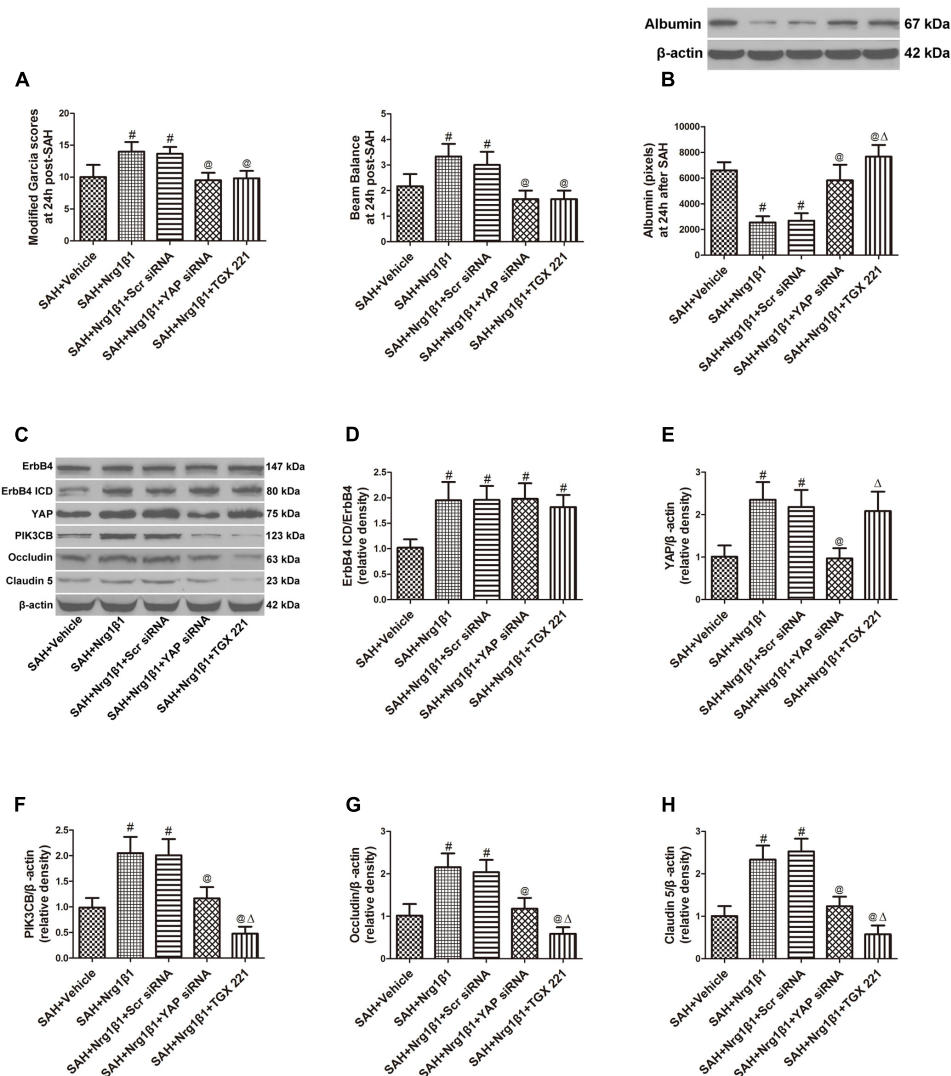 Albumin 67 kDa
β-actin 42 kDa
A
Modified Garcia scores
at 24h post-SAH
20
15
10
5
0
# # @ @
SAH+Vehicle
SAH+Nrg1β1
SAH+Nrg1β1+Scr siRNA
SAH+Nrg1β1+YAP siRNA
SAH+Nrg1β1+TGX 221
Beam Balance
at 24h post-SAH
5
4
3
2
1
0
# # @ @
SAH+Vehicle
SAH+Nrg1β1
SAH+Nrg1β1+Scr siRNA
SAH+Nrg1β1+YAP siRNA
SAH+Nrg1β1+TGX 221
B
Albumin (pixels)
at 24h after SAH
10000
8000
6000
4000
2000
0
# # @ @ Δ
SAH+Vehicle
SAH+Nrg1β1
SAH+Nrg1β1+Scr siRNA
SAH+Nrg1β1+YAP siRNA
SAH+Nrg1β1+TGX 221
C
ErbB4 147 kDa
ErbB4 ICD 80 kDa
YAP 75 kDa
PIK3CB 123 kDa
Occludin 63 kDa
Claudin 5 23 kDa
β-actin 42 kDa
SAH+Vehicle
SAH+Nrg1β1
SAH+Nrg1β1+Scr siRNA
SAH+Nrg1β1+YAP siRNA
SAH+Nrg1β1+TGX 221
D
ErbB4 ICD/ErbB4
(relative density)
2.5
2.0
1.5
1.0
0.5
0.0
# # # #
SAH+Vehicle
SAH+Nrg1β1
SAH+Nrg1β1+Scr siRNA
SAH+Nrg1β1+YAP siRNA
SAH+Nrg1β1+TGX 221
E
YAP/β -actin
(relative density)
3
2
1
0
# # @ Δ
SAH+Vehicle
SAH+Nrg1β1
SAH+Nrg1β1+Scr siRNA
SAH+Nrg1β1+YAP siRNA
SAH+Nrg1β1+TGX 221
F
PIK3CB/β -actin
(relative density)
2.5
2.0
1.5
1.0
0.5
0.0
# # @ @ Δ
SAH+Vehicle
SAH+Nrg1β1
SAH+Nrg1β1+Scr siRNA
SAH+Nrg1β1+YAP siRNA
SAH+Nrg1β1+TGX 221
G
Occludin/β -actin
(relative density)
3
2
1
0
# # @ @ Δ
SAH+Vehicle
SAH+Nrg1β1
SAH+Nrg1β1+Scr siRNA
SAH+Nrg1β1+YAP siRNA
SAH+Nrg1β1+TGX 221
H
Claudin 5/β -actin
(relative density)
3
2
1
0
# # @ @ Δ
SAH+Vehicle
SAH+Nrg1β1
SAH+Nrg1β1+Scr siRNA
SAH+Nrg1β1+YAP siRNA
SAH+Nrg1β1+TGX 221